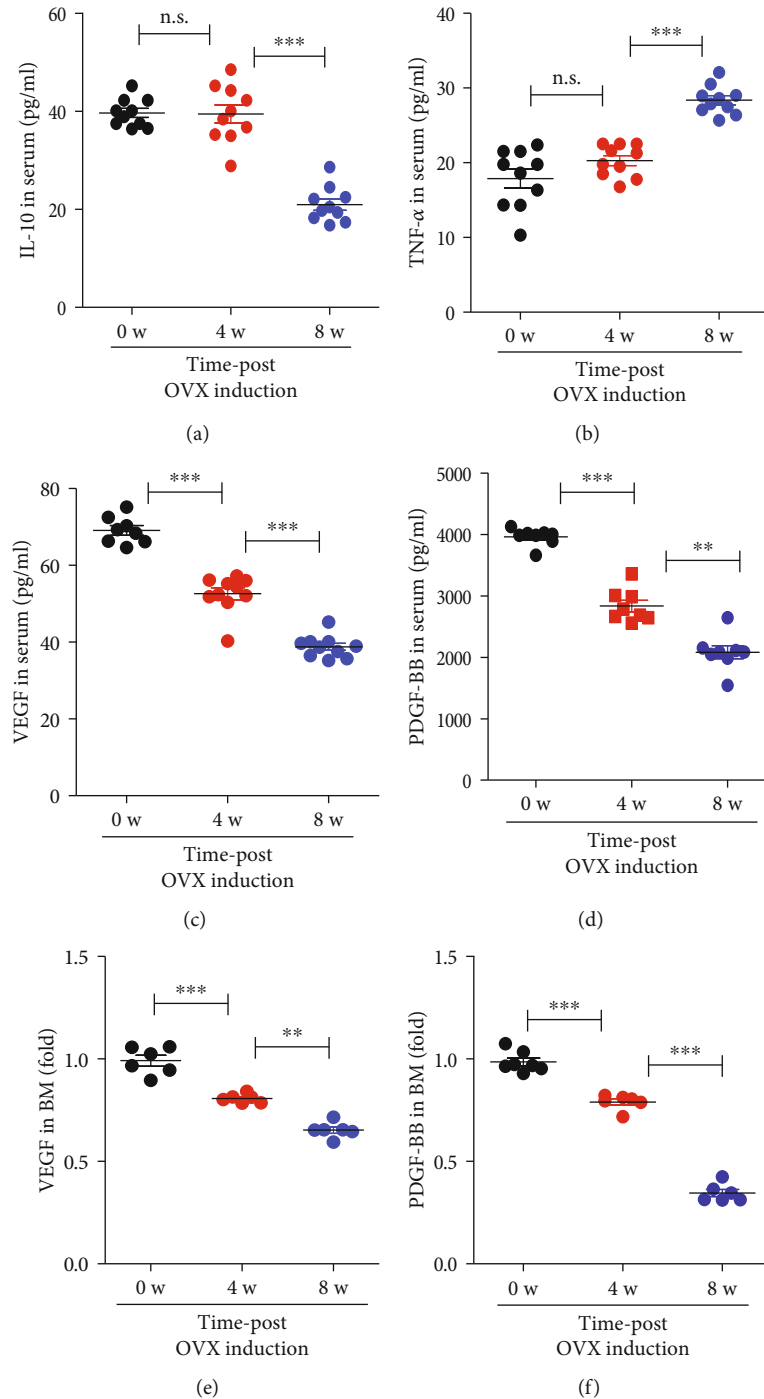 IL-10 in serum (pg/ml)
60
40
20
0
n.s.
***
0 w 4 w 8 w
Time-post
OVX induction
(a)
TNF-α in serum (pg/ml)
40
30
20
10
0
n.s.
***
0 w 4 w 8 w
Time-post
OVX induction
(b)
VEGF in serum (pg/ml)
80
60
40
20
0
***
***
0 w 4 w 8 w
Time-post
OVX induction
(c)
PDGF-BB in serum (pg/ml)
5000
4000
3000
2000
1000
0
***
**
0 w 4 w 8 w
Time-post
OVX induction
(d)
VEGF in BM (fold)
1.5
1.0
0.5
0.0
***
**
0 w 4 w 8 w
Time-post
OVX induction
(e)
PDGF-BB in BM (fold)
1.5
1.0
0.5
0.0
***
***
0 w 4 w 8 w
Time-post
OVX induction
(f)